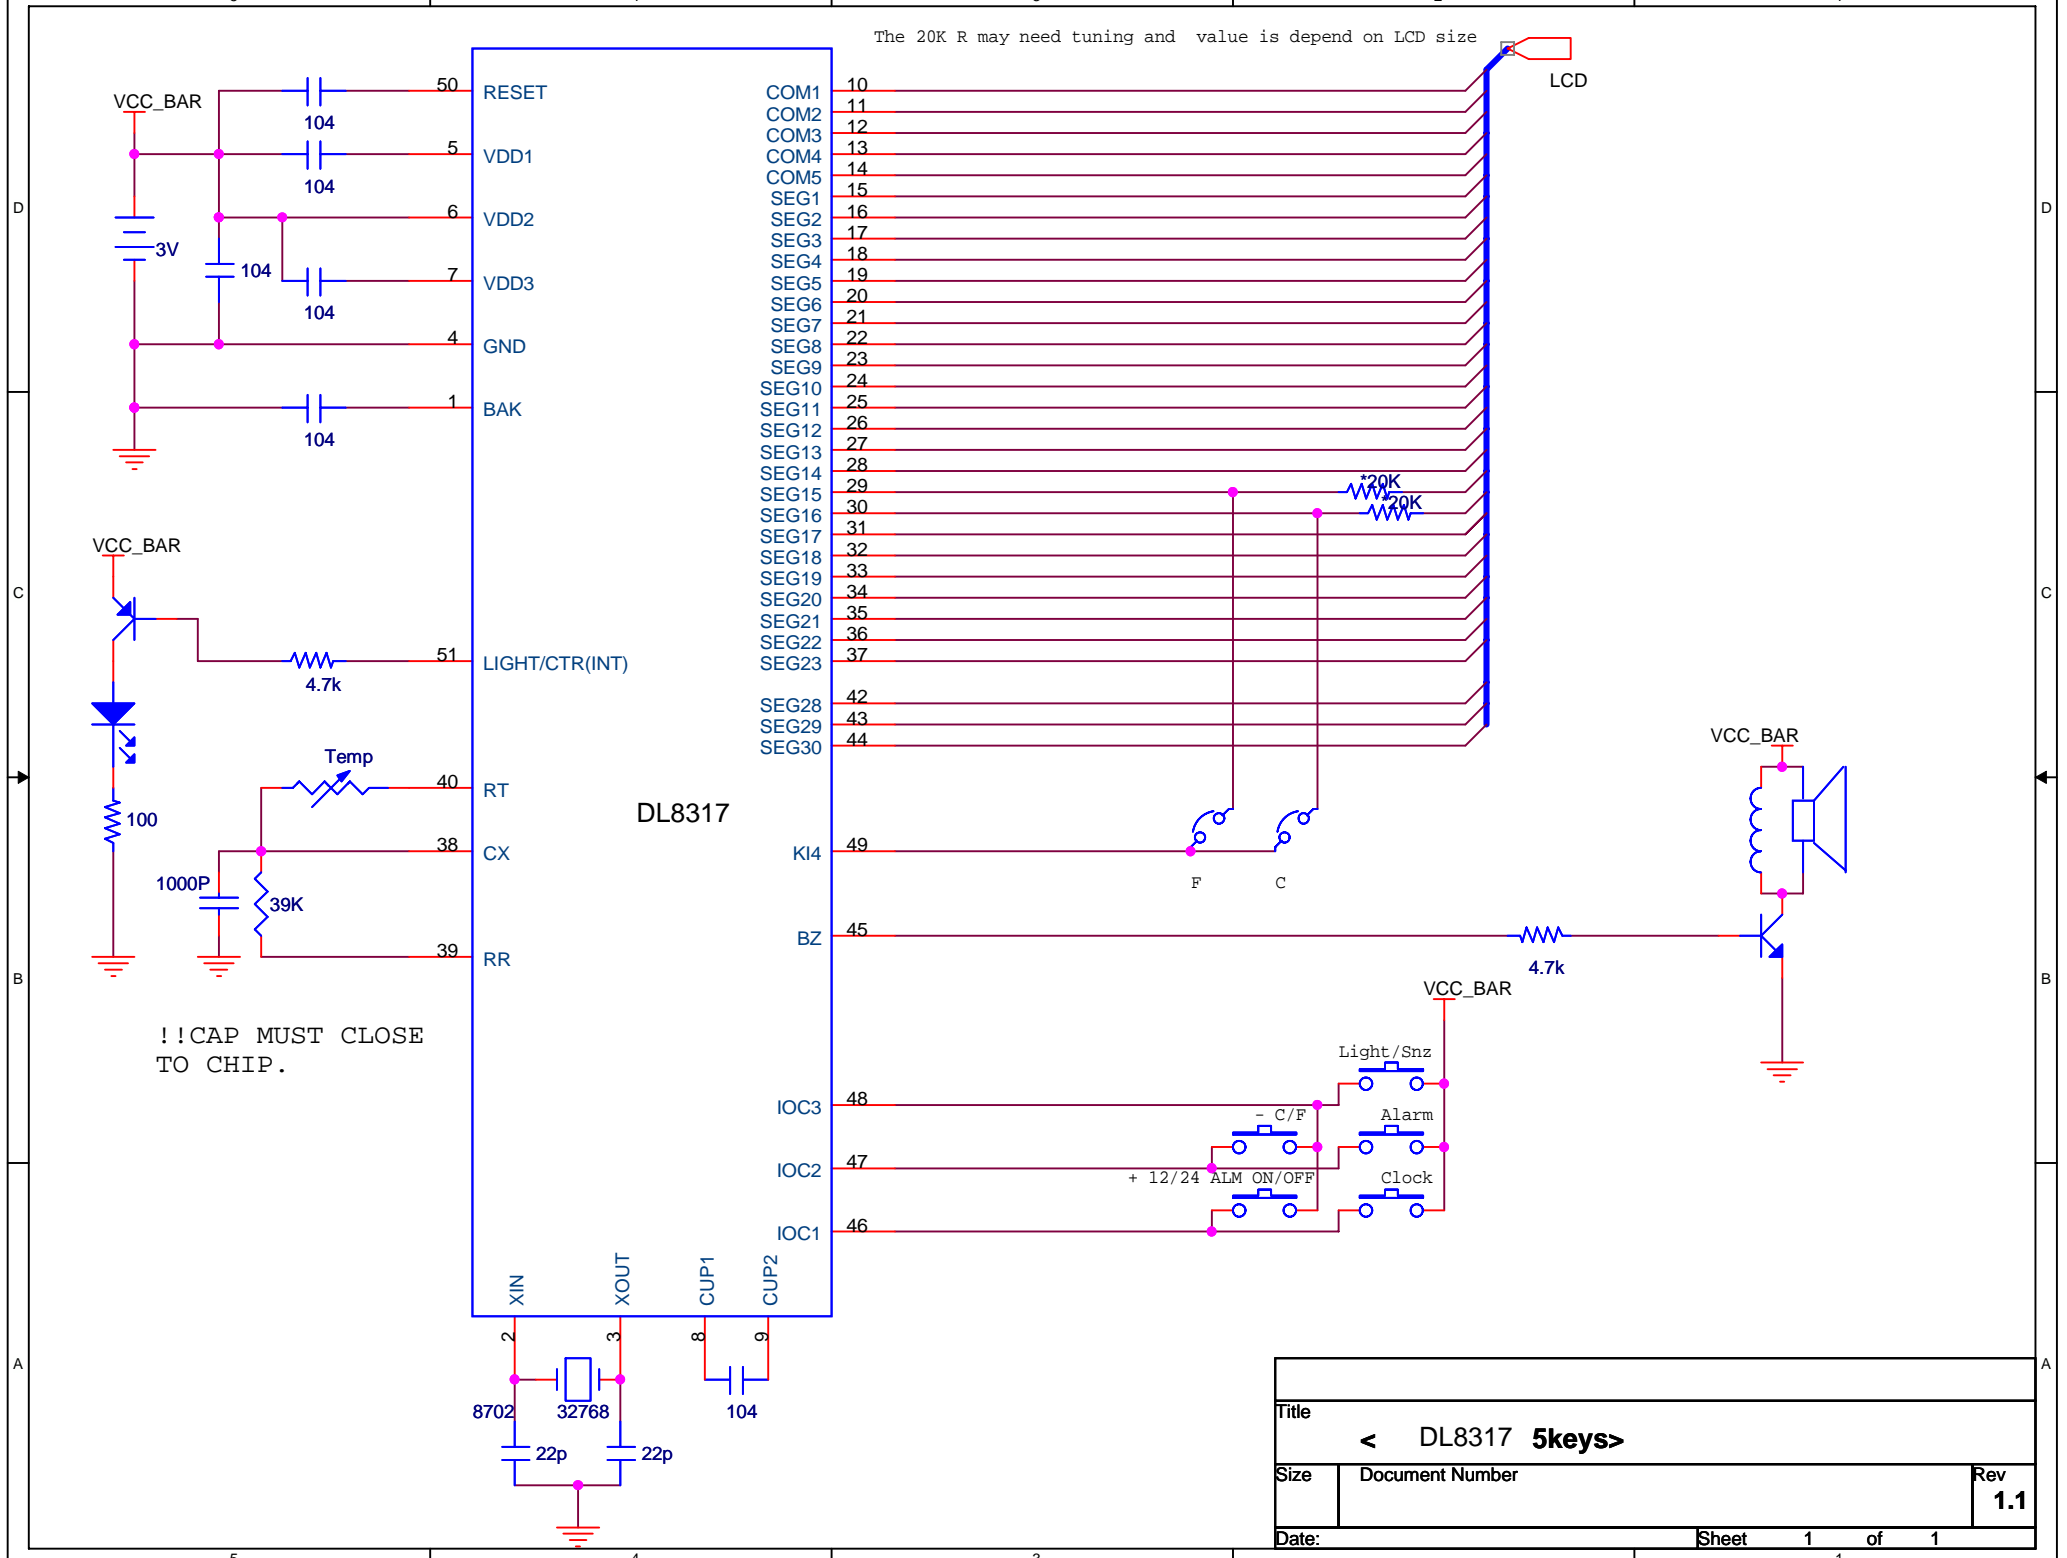 The 20K R may need tuning and value is depend on LCD size
LCD
VCC_BAR
104
104
3V
104
104
104
50 RESET
5 VDD1
6 VDD2
7 VDD3
4 GND
1 BAK
COM1 10
COM2 11
COM3 12
COM4 13
COM5 14
SEG1 15
SEG2 16
SEG3 17
SEG4 18
SEG5 19
SEG6 20
SEG7 21
SEG8 22
SEG9 23
SEG10 24
SEG11 25
SEG12 26
SEG13 27
SEG14 28
SEG15 29
SEG16 30
SEG17 31
SEG18 32
SEG19 33
SEG20 34
SEG21 35
SEG22 36
SEG23 37
SEG28 42
SEG29 43
SEG30 44
*20K
*20K
D
D
C
C
B
B
A
A
VCC_BAR
4.7k
51 LIGHT/CTR(INT)
100
Temp
40 RT
38 CX
1000P
39K
39 RR
DL8317
!!CAP MUST CLOSE
TO CHIP.
KI4 49
F
C
BZ 45
4.7k
VCC_BAR
VCC_BAR
Light/Snz
IOC3 48
- C/F
Alarm
IOC2 47
+ 12/24 ALM ON/OFF
Clock
IOC1 46
XIN
XOUT
CUP1
CUP2
2
3
8
9
8702
32768
104
22p
22p
Title
< DL8317 5keys>
Size
Document Number
Rev
1.1
Date:
Sheet 1 of 1